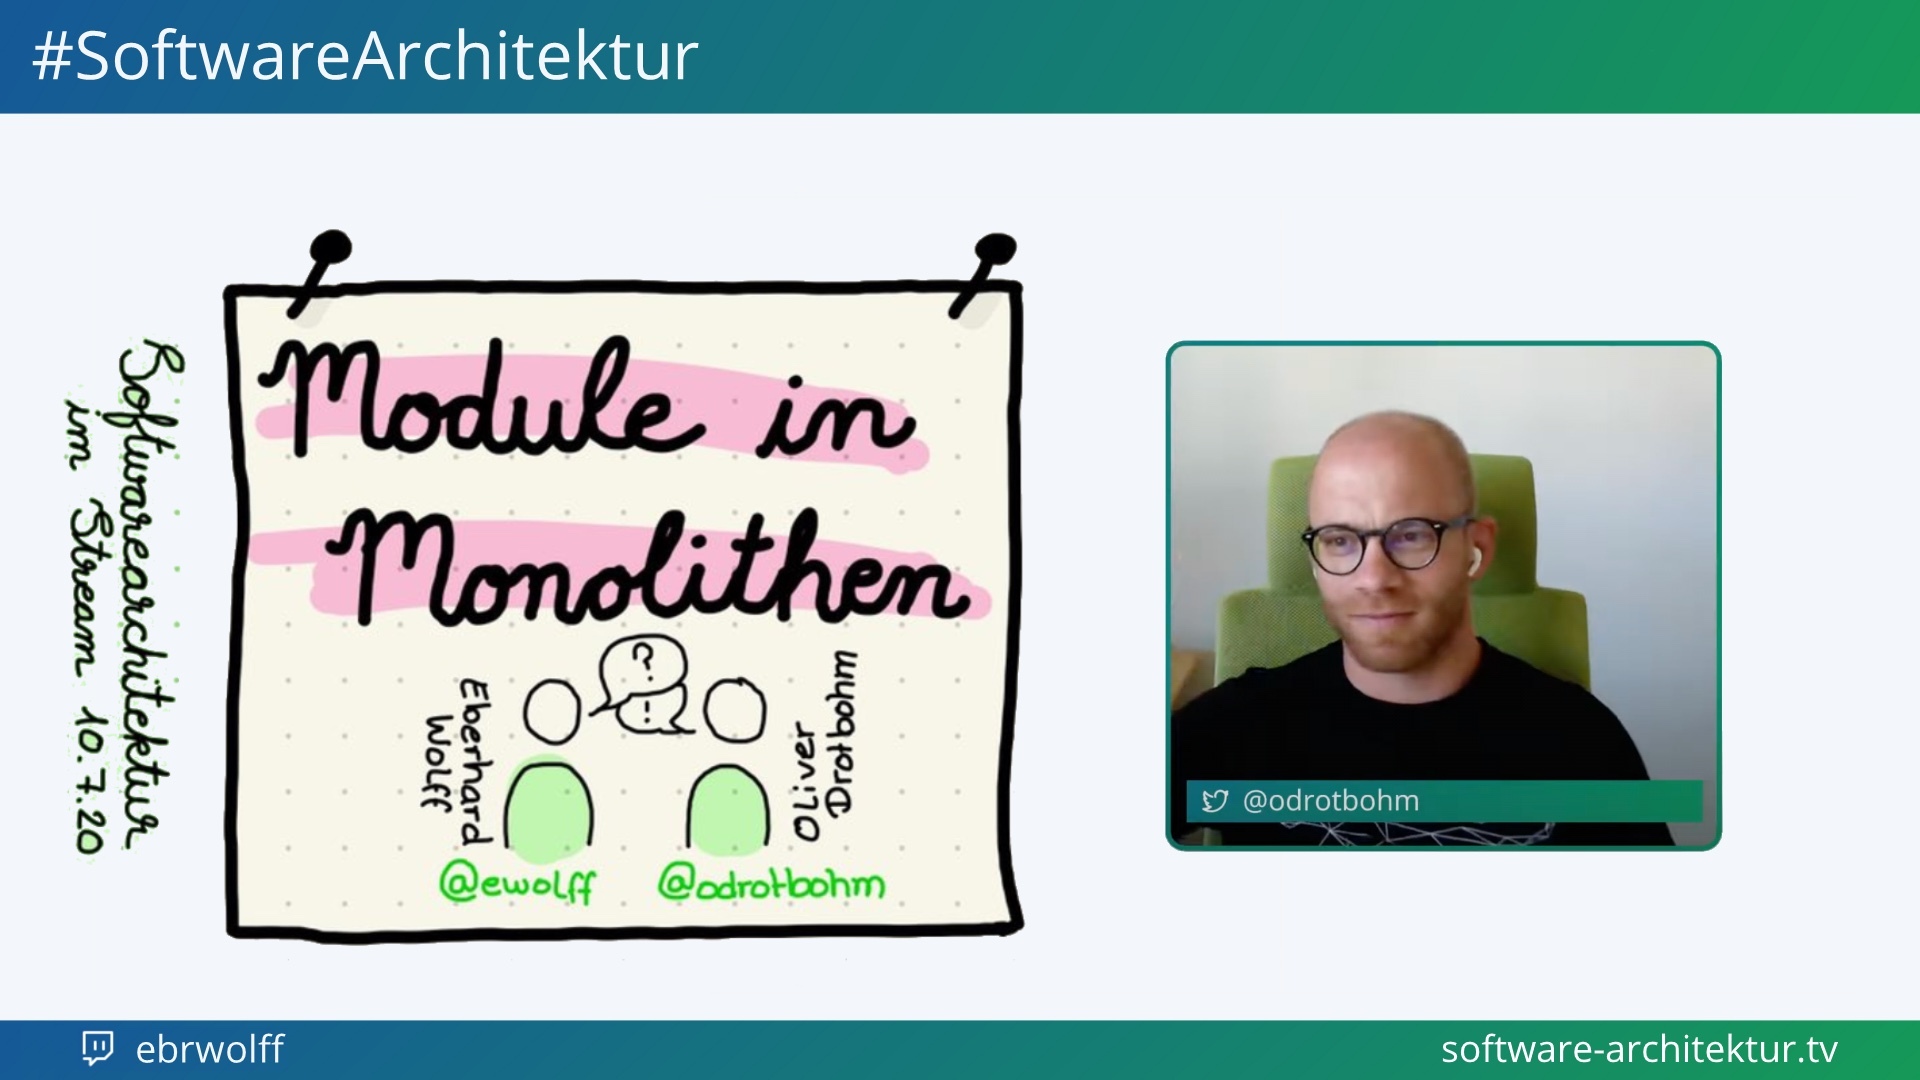 #SoftwareArchitektur
Softwarearchitektur
im Stream 10.7.20
Module in
Monolithen
Eberhard
Wolff
?..
...
Oliver
Drotbohm
@ewolff
@odrotbohm
@odrotbohm
ebrwolff
software-architektur.tv